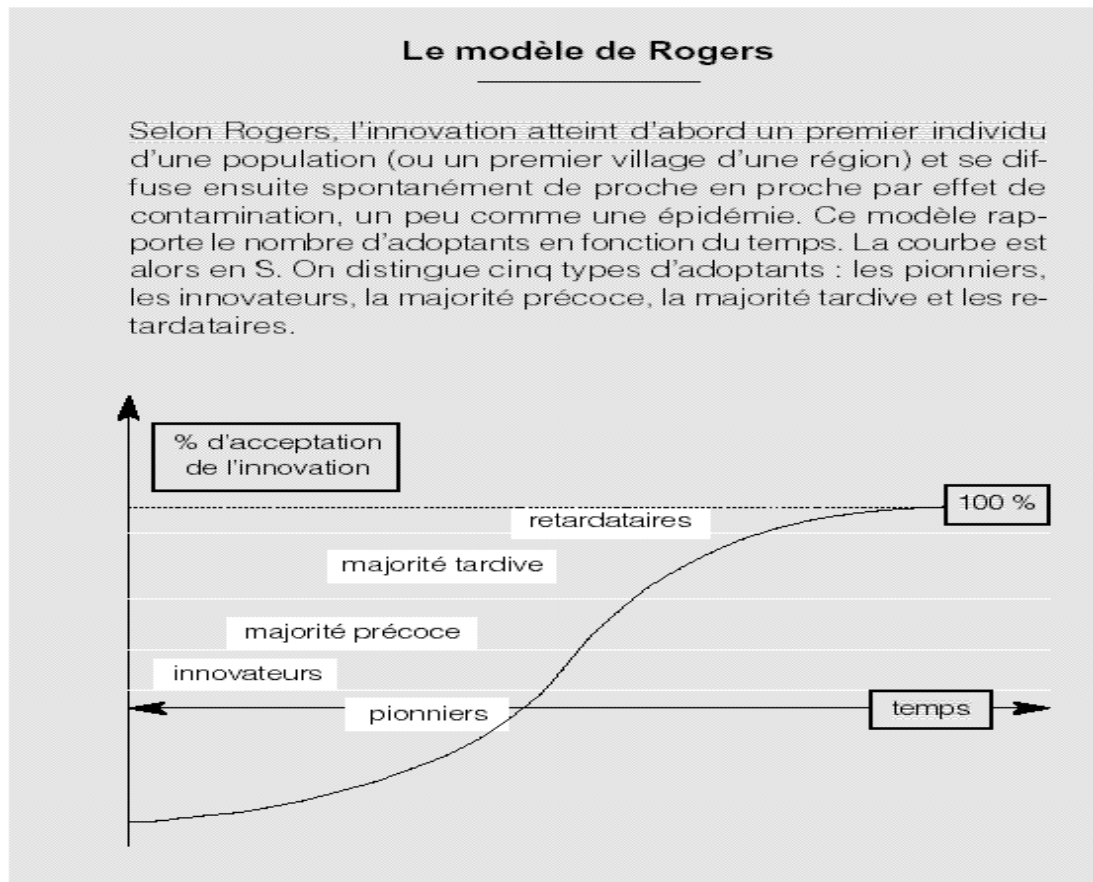 Le modèle de Rogers
Selon Rogers, l'innovation atteint d'abord un premier individu
d'une population (ou un premier village d'une région) et se dif-
fuse ensuite spontanément de proche en proche par effet de
contamination, un peu comme une épidémie. Ce modèle rap-
porte le nombre d'adoptants en fonction du temps. La courbe est
alors en S. On distingue cinq types d'adoptants : les pionniers,
les innovateurs, la majorité précoce, la majorité tardive et les re-
tardataires.
% d'acceptation
de l'innovation
100 %
retardataires
majorité tardive
majorité précoce
innovateurs
pionniers
temps